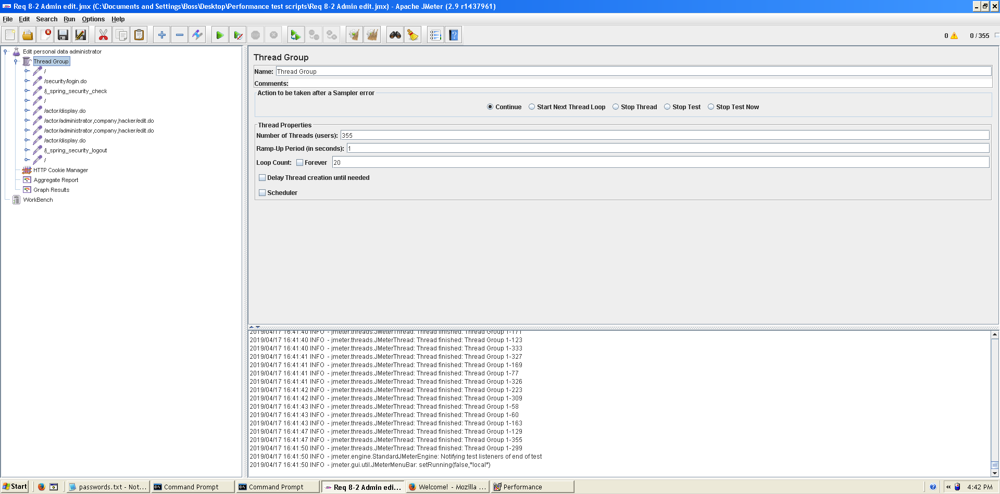 Req 8-2 Admin edit.jmx (C:\Documents and Settings\Boss\Desktop\Performance test scripts\Req 8-2 Admin edit.jmx) - Apache JMeter (2.9 r1437961)
File Edit Search Run Options Help
0 0 / 355
Edit personal data administrator
Thread Group
/
/security/login.do
/j_spring_security_check
/
/actor/display.do
/actor/administrator,company,hacker/edit.do
/actor/administrator,company,hacker/edit.do
/actor/display.do
/j_spring_security_logout
/
HTTP Cookie Manager
Aggregate Report
Graph Results
WorkBench
Thread Group
Name: Thread Group
Comments:
Action to be taken after a Sampler error
Continue Start Next Thread Loop Stop Thread Stop Test Stop Test Now
Thread Properties
Number of Threads (users): 355
Ramp-Up Period (in seconds): 1
Loop Count: Forever 20
Delay Thread creation until needed
Scheduler
2019/04/17 16:41:40 INFO - jmeter.threads.JMeterThread: Thread finished: Thread Group 1-171
2019/04/17 16:41:40 INFO - jmeter.threads.JMeterThread: Thread finished: Thread Group 1-123
2019/04/17 16:41:40 INFO - jmeter.threads.JMeterThread: Thread finished: Thread Group 1-333
2019/04/17 16:41:41 INFO - jmeter.threads.JMeterThread: Thread finished: Thread Group 1-327
2019/04/17 16:41:41 INFO - jmeter.threads.JMeterThread: Thread finished: Thread Group 1-169
2019/04/17 16:41:41 INFO - jmeter.threads.JMeterThread: Thread finished: Thread Group 1-77
2019/04/17 16:41:41 INFO - jmeter.threads.JMeterThread: Thread finished: Thread Group 1-326
2019/04/17 16:41:42 INFO - jmeter.threads.JMeterThread: Thread finished: Thread Group 1-223
2019/04/17 16:41:42 INFO - jmeter.threads.JMeterThread: Thread finished: Thread Group 1-309
2019/04/17 16:41:43 INFO - jmeter.threads.JMeterThread: Thread finished: Thread Group 1-58
2019/04/17 16:41:43 INFO - jmeter.threads.JMeterThread: Thread finished: Thread Group 1-60
2019/04/17 16:41:43 INFO - jmeter.threads.JMeterThread: Thread finished: Thread Group 1-163
2019/04/17 16:41:47 INFO - jmeter.threads.JMeterThread: Thread finished: Thread Group 1-129
2019/04/17 16:41:47 INFO - jmeter.threads.JMeterThread: Thread finished: Thread Group 1-355
2019/04/17 16:41:50 INFO - jmeter.threads.JMeterThread: Thread finished: Thread Group 1-299
2019/04/17 16:41:50 INFO - jmeter.engine.StandardJMeterEngine: Notifying test listeners of end of test
2019/04/17 16:41:50 INFO - jmeter.gui.util.JMeterMenuBar: setRunning(false,*local*)
Start passwords.txt - Not... Command Prompt Command Prompt Req 8-2 Admin edi... Welcome! - Mozilla ... Performance « 4:42 PM